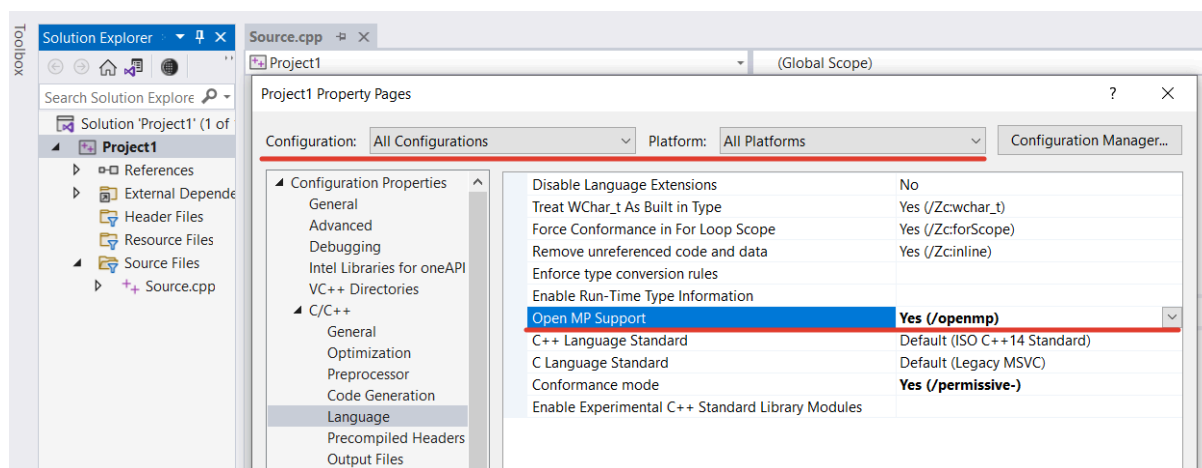 Toolbox
Solution Explorer
Search Solution Explore
Solution 'Project1' (1 of
Project1
References
External Depende
Header Files
Resource Files
Source Files
Source.cpp
Source.cpp
Project1
(Global Scope)
Project1 Property Pages
? 
Configuration: All Configurations Platform: All Platforms Configuration Manager...
Configuration Properties
General
Advanced
Debugging
Intel Libraries for oneAPI
VC++ Directories
C/C++
General
Optimization
Preprocessor
Code Generation
Language
Precompiled Headers
Output Files
Disable Language Extensions No
Treat WChar_t As Built in Type Yes (/Zc:wchar_t)
Force Conformance in For Loop Scope Yes (/Zc:forScope)
Remove unreferenced code and data Yes (/Zc:inline)
Enforce type conversion rules
Enable Run-Time Type Information
Open MP Support Yes (/openmp)
C++ Language Standard Default (ISO C++14 Standard)
C Language Standard Default (Legacy MSVC)
Conformance mode Yes (/permissive-)
Enable Experimental C++ Standard Library Modules